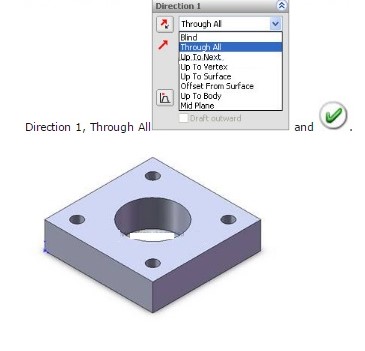 Direction 1
Through All
Blind
Through All
Up To Next
Up To Vertex
Up To Surface
Offset From Surface
Up To Body
Mid Plane
Draft outward
Direction 1, Through All and .